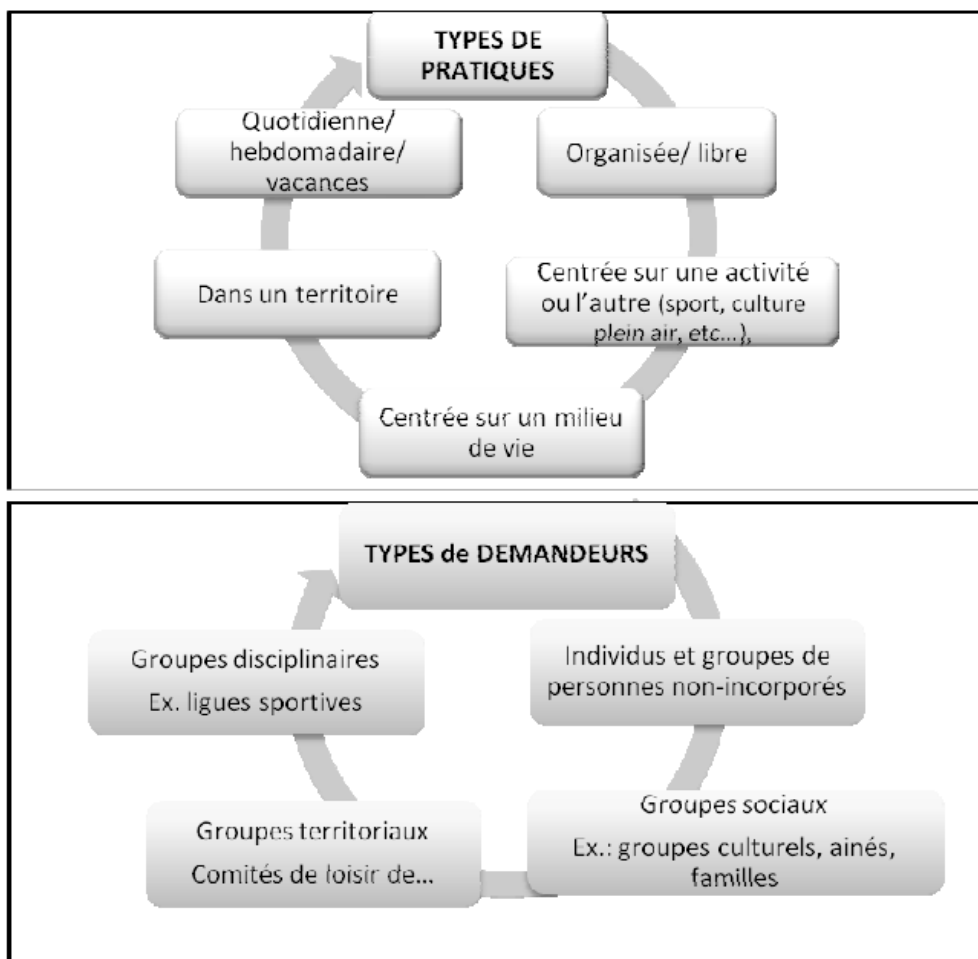 TYPES DE
PRATIQUES
Organisée/ libre
Centrée sur une activité
ou l'autre (sport, culture
plein air, etc...},
Centrée sur un milieu
de vie
Dans un territoire
Quotidienne/
hebdomadaire/
vacances
TYPES de DEMANDEURS
Individus et groupes de
personnes non-incorporés
Groupes sociaux
Ex.: groupes culturels, ainés,
familles
Groupes territoriaux
Comités de loisir de...
Groupes disciplinaires
Ex. ligues sportives